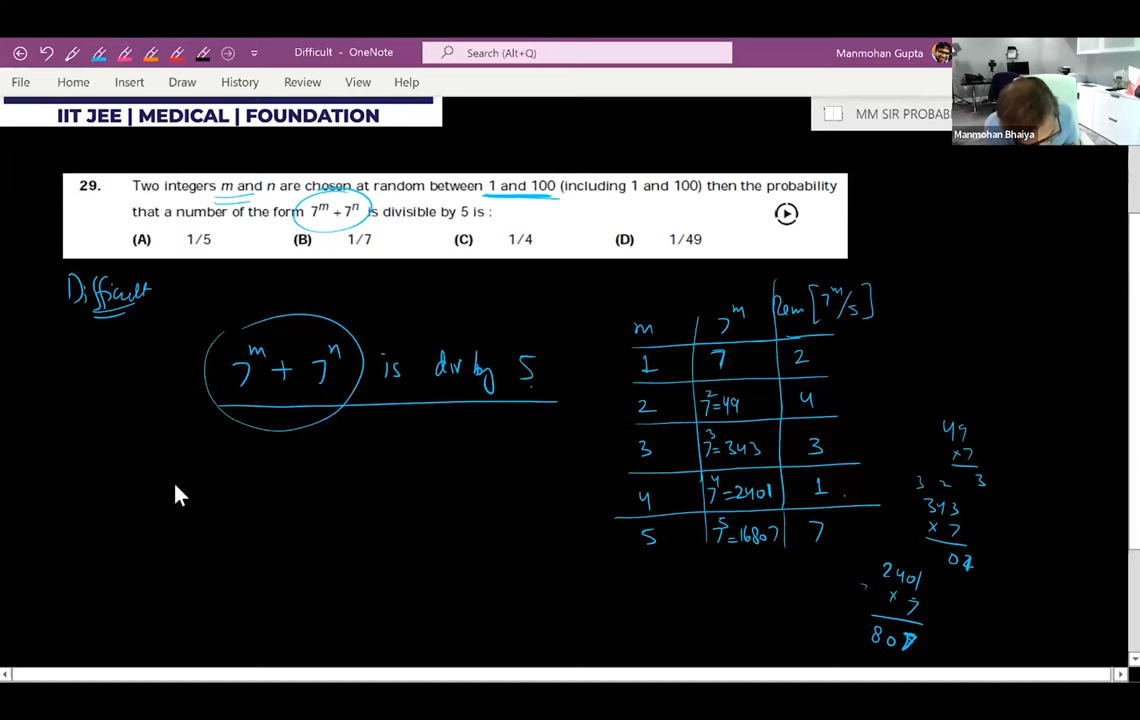 Difficult - OneNote
Search (Alt+Q)
Manmohan Gupta
File Home Insert Draw History Review View Help
IIT JEE | MEDICAL | FOUNDATION
MM SIR PROBAB
Manmohan Bhaiya
29. Two integers m and n are chosen at random between 1 and 100 (including 1 and 100) then the probability
that a number of the form 7^m + 7^n is divisible by 5 is :
(A) 1/5 (B) 1/7 (C) 1/4 (D) 1/49
Difficult
7^m + 7^n is div by 5
m 7^m Rem [7^m/5]
1 7 2
2 7^2=49 4
3 7^3=343 3
4 7^4=2401 1
5 7^5=16807 7
49
×7
3
3 2
343
× 7
01
2401
× 7
807